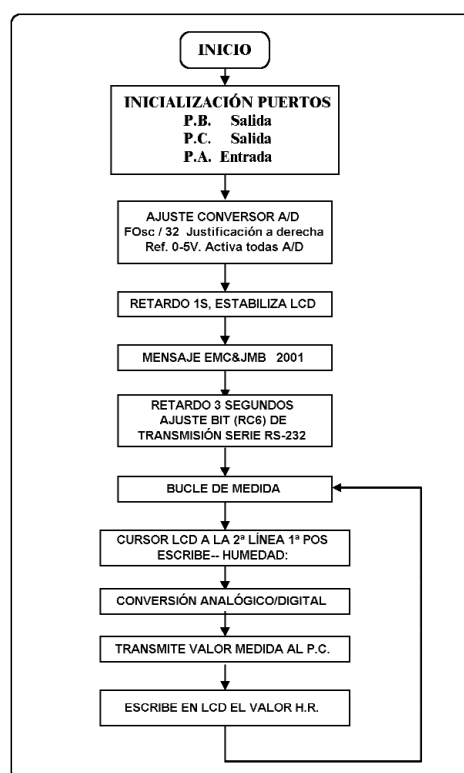 INICIO
INICIALIZACIÓN PUERTOS
P.B. Salida
P.C. Salida
P.A. Entrada
AJUSTE CONVERSOR A/D
FOsc / 32 Justificación a derecha
Ref. 0-5V. Activa todas A/D
RETARDO 1S, ESTABILIZA LCD
MENSAJE EMC&JMB 2001
RETARDO 3 SEGUNDOS
AJUSTE BIT (RC6) DE
TRANSMISIÓN SERIE RS-232
BUCLE DE MEDIDA
CURSOR LCD A LA 2ª LÍNEA 1ª POS
ESCRIBE-- HUMEDAD:
CONVERSIÓN ANALÓGICO/DIGITAL
TRANSMITE VALOR MEDIDA AL P.C.
ESCRIBE EN LCD EL VALOR H.R.